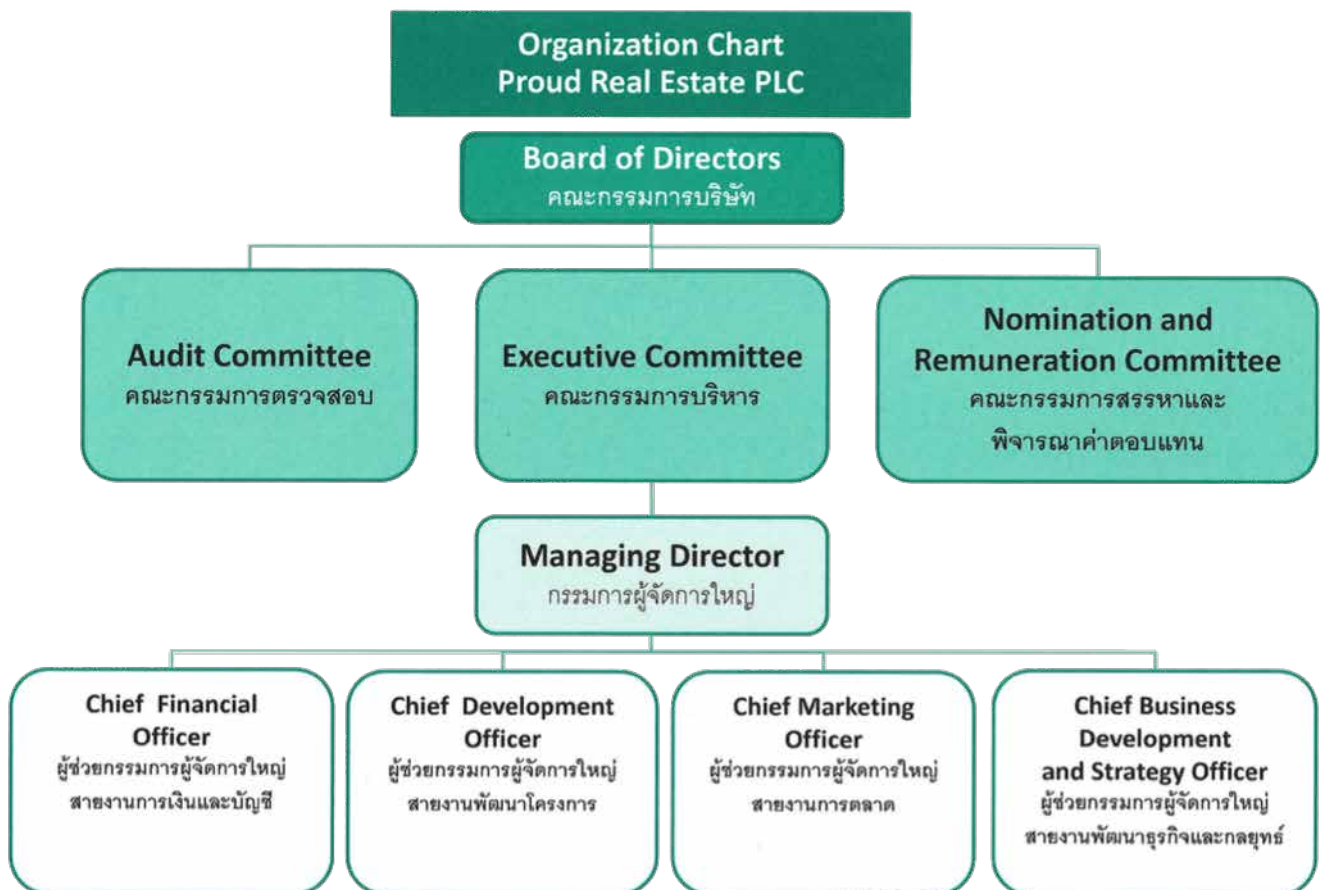 Organization Chart
Proud Real Estate PLC
Board of Directors
คณะกรรมการบริษัท
Audit Committee
คณะกรรมการตรวจสอบ
Executive Committee
คณะกรรมการบริหาร
Nomination and
Remuneration Committee
คณะกรรมการสรรหาและ
พิจารณาค่าตอบแทน
Managing Director
กรรมการผู้จัดการใหญ่
Chief Financial
Officer
ผู้ช่วยกรรมการผู้จัดการใหญ่
สายงานการเงินและบัญชี
Chief Development
Officer
ผู้ช่วยกรรมการผู้จัดการใหญ่
สายงานพัฒนาโครงการ
Chief Marketing
Officer
ผู้ช่วยกรรมการผู้จัดการใหญ่
สายงานการตลาด
Chief Business
Development
and Strategy Officer
ผู้ช่วยกรรมการผู้จัดการใหญ่
สายงานพัฒนาธุรกิจและกลยุทธ์